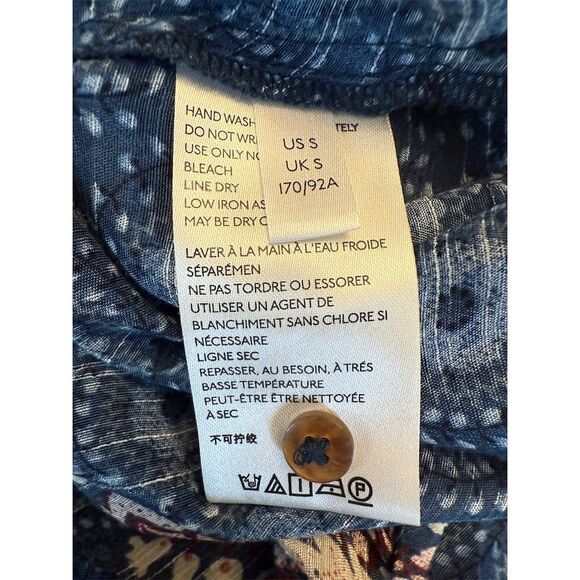 HAND WASH
TELY
DO NOT WR
USE ONLY
BLEACH
LINE DRY
LOW IRON AS
MAY BE DRY
US S
UK S
170/92A
LAVER À LA MAIN À L'EAU FROIDE
SÉPARÉMEN
NE PAS TORDRE OU ESSORER
UTILISER UN AGENT DE
BLANCHIMENT SANS CHLORE SI
NÉCESSAIRE
LIGNE SEC
REPASSER, AU BESOIN, À TRÉS
BASSE TEMPÉRATURE
PEUT-ÊTRE ÊTRE NETTOYÉE
À SEC
不可拧绞